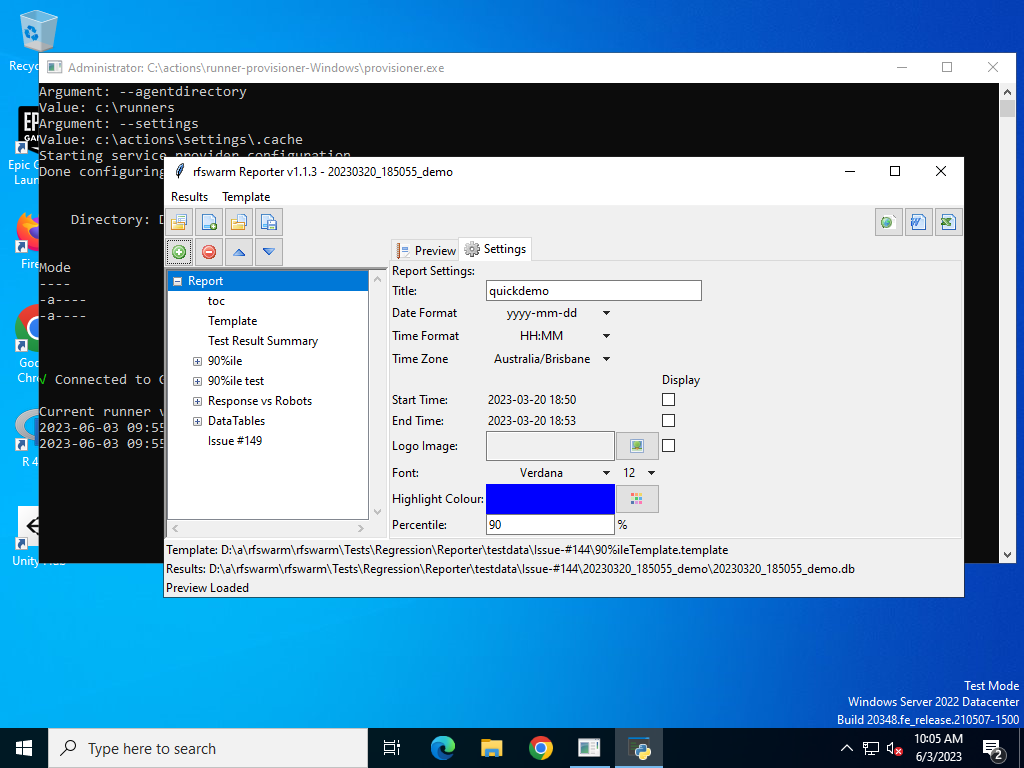 Recyc
Administrator: C:\actions\runner-provisioner-Windows\provisioner.exe
Argument: --agentdirectory
Value: c:\runners
Argument: --settings
Value: c:\actions\settings\.cache
Starting service provider configuration
Done configuring
Directory: D
Mode
----
-a----
-a----
√ Connected to G
Current runner v
2023-06-03 09:55
2023-06-03 09:55
Epic G
Laun
Fire
Goo
Chr
R 4
Unity Hub
rfswarm Reporter v1.1.3 - 20230320_185055_demo
Results Template
Preview Settings
Report
toc
Template
Test Result Summary
90%ile
90%ile test
Response vs Robots
DataTables
Issue #149
Report Settings:
Title: quickdemo
Date Format yyyy-mm-dd
Time Format HH:MM
Time Zone Australia/Brisbane
Display
Start Time: 2023-03-20 18:50
End Time: 2023-03-20 18:53
Logo Image:
Font: Verdana 12
Highlight Colour:
Percentile: 90 %
Template: D:\a\rfswarm\rfswarm\Tests\Regression\Reporter\testdata\Issue-#144\90%ileTemplate.template
Results: D:\a\rfswarm\rfswarm\Tests\Regression\Reporter\testdata\Issue-#144\20230320_185055_demo\20230320_185055_demo.db
Preview Loaded
Test Mode
Windows Server 2022 Datacenter
Build 20348.fe_release.210507-1500
Type here to search
10:05 AM
6/3/2023
2